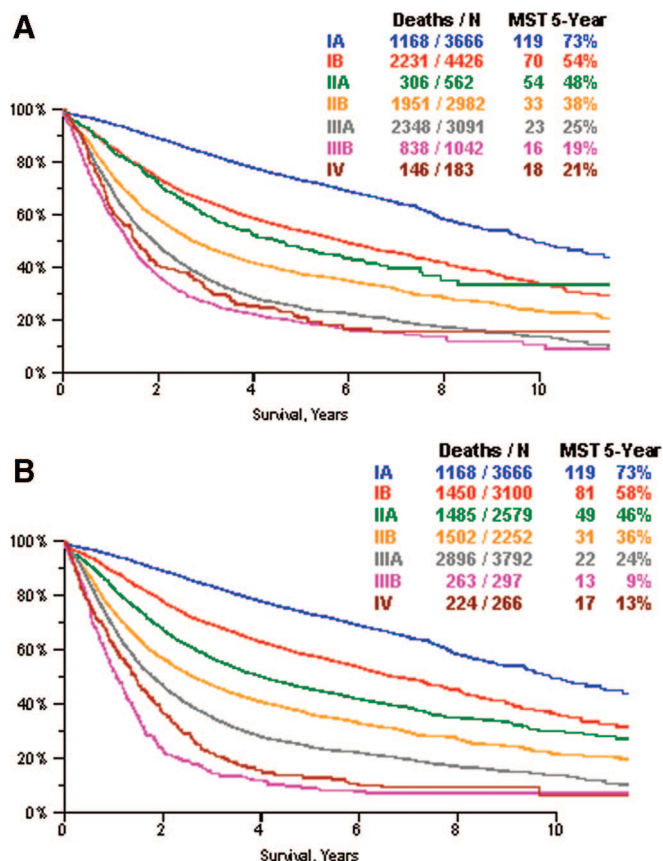 A
Deaths / N MST 5-Year
IA 1168 / 3666 119 73%
IB 2231 / 4426 70 54%
IIA 306 / 562 54 48%
IIB 1951 / 2982 33 38%
IIIA 2348 / 3091 23 25%
IIIB 838 / 1042 16 19%
IV 146 / 183 18 21%
100%
80%
60%
40%
20%
0%
0 2 4 6 8 10
Survival, Years
B
Deaths / N MST 5-Year
IA 1168 / 3666 119 73%
IB 1450 / 3100 81 58%
IIA 1485 / 2579 49 46%
IIB 1502 / 2252 31 36%
IIIA 2896 / 3792 22 24%
IIIB 263 / 297 13 9%
IV 224 / 266 17 13%
100%
80%
60%
40%
20%
0%
0 2 4 6 8 10
Survival, Years